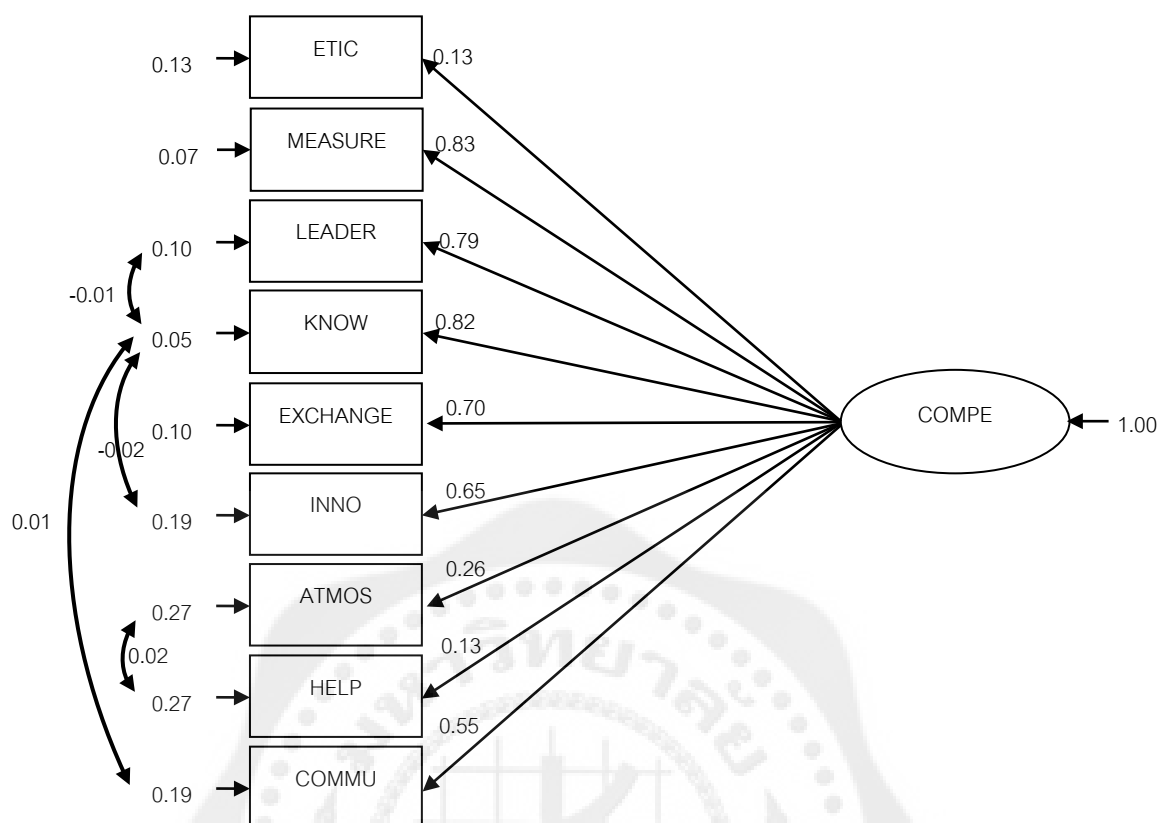 ETIC
0.13
0.13
MEASURE
0.83
0.07
LEADER
0.79
0.10
-0.01
KNOW
0.82
0.05
EXCHANGE
0.70
0.10
COMPE
1.00
-0.02
INNO
0.65
0.19
0.01
ATMOS
0.26
0.27
0.02
HELP
0.13
0.27
COMMU
0.55
0.19